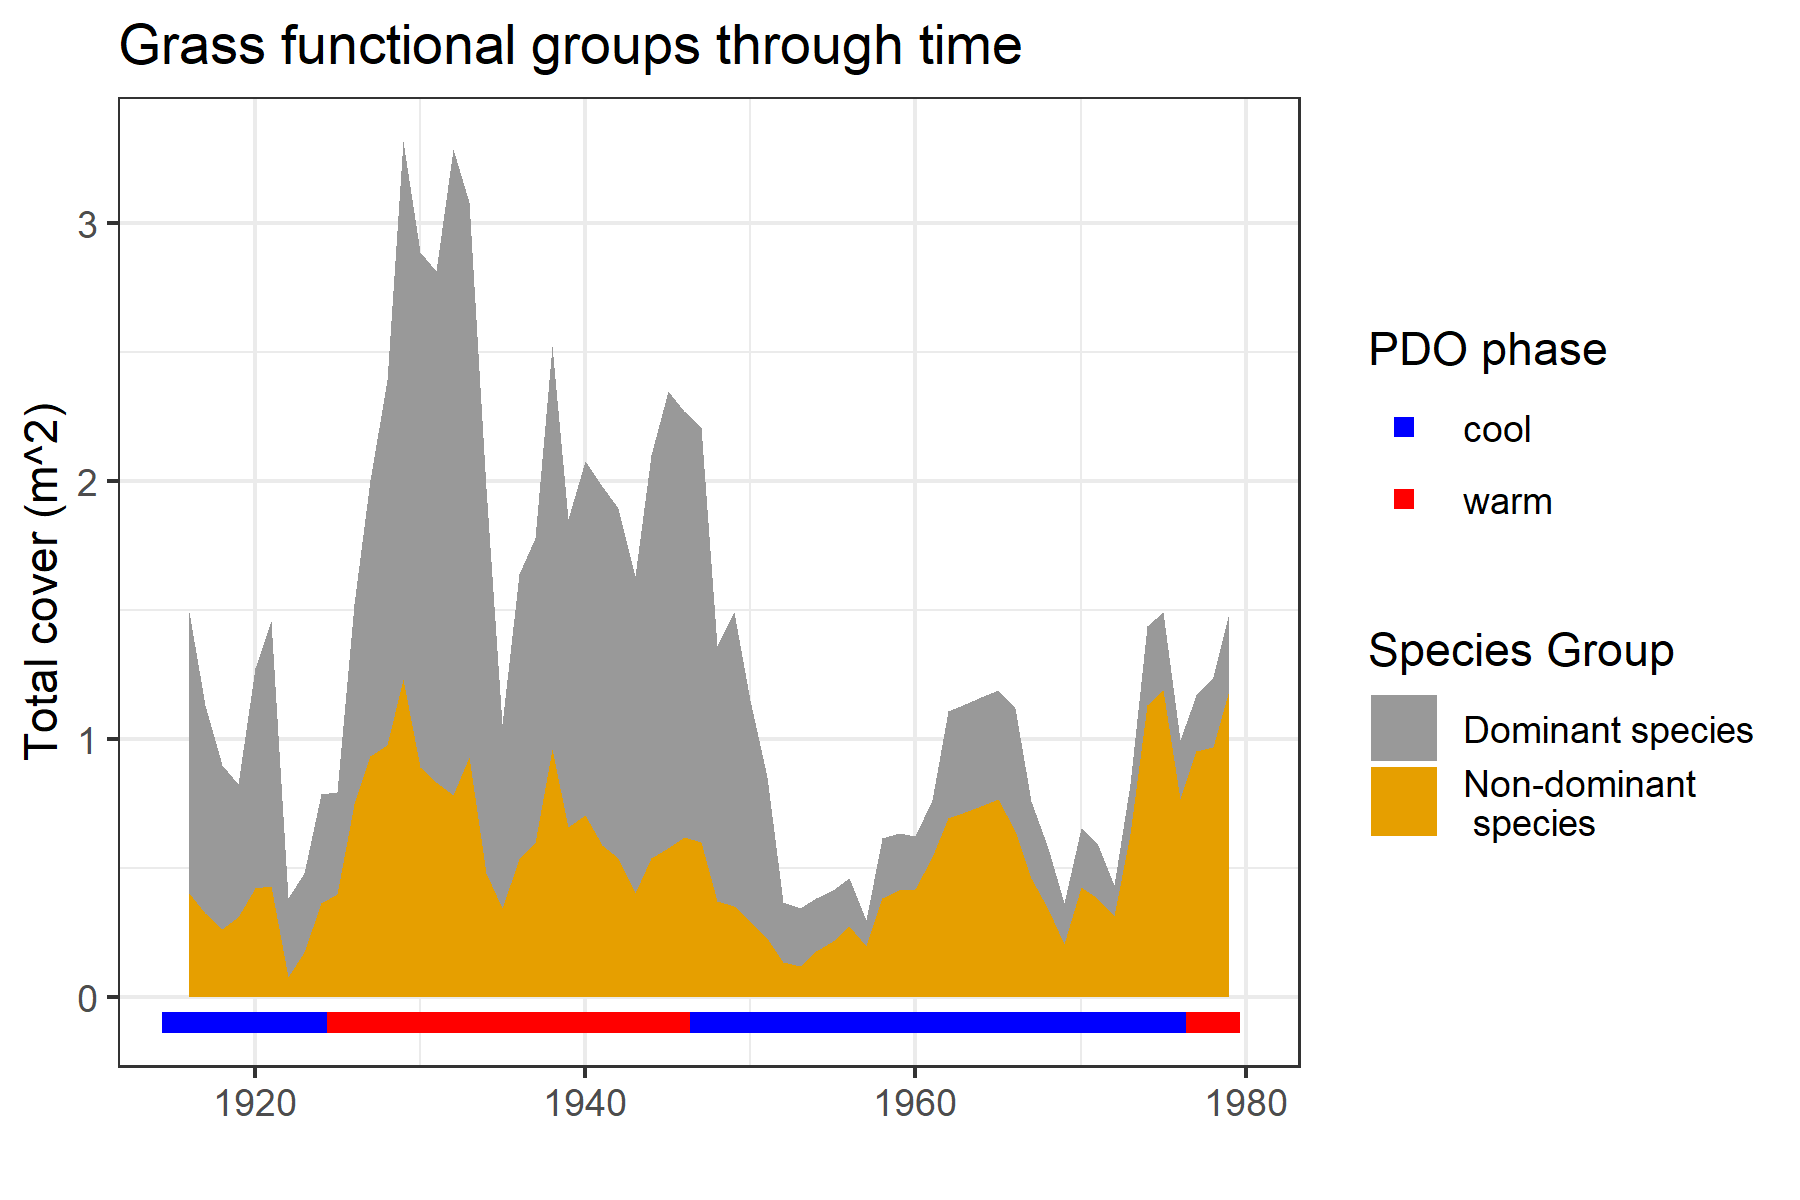 Grass functional groups through time
Total cover (m^2)
3
2
1
0
1920
1940
1960
1980
PDO phase
cool
warm
Species Group
Dominant species
Non-dominant
species